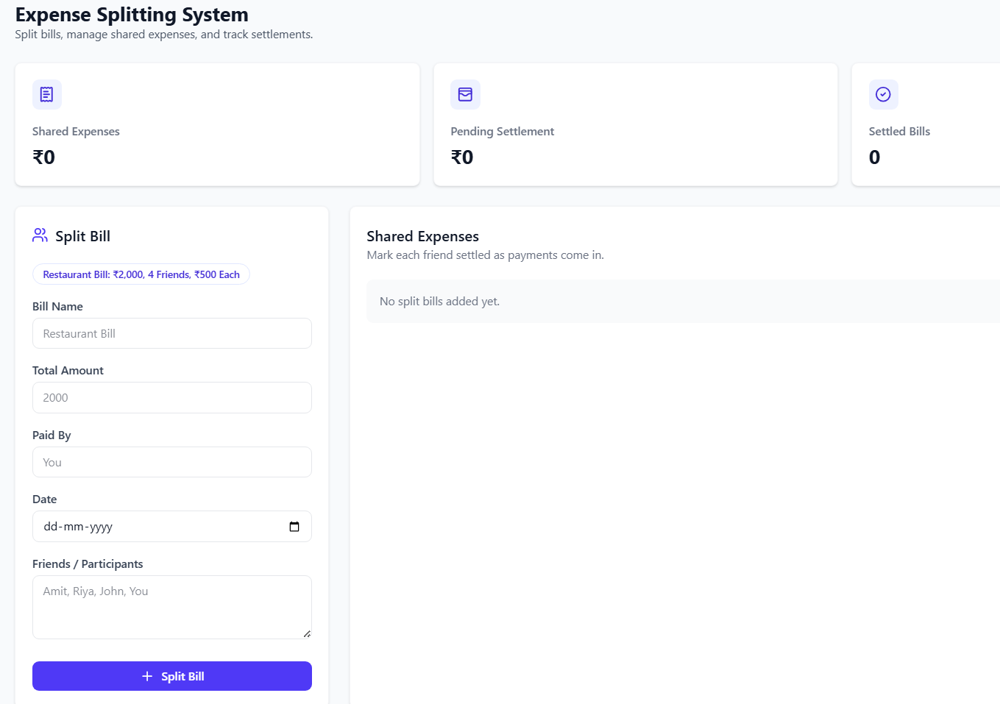 Expense Splitting System
Split bills, manage shared expenses, and track settlements.
Shared Expenses
₹0
Pending Settlement
₹0
Settled Bills
0
Split Bill
Restaurant Bill: ₹2,000, 4 Friends, ₹500 Each
Bill Name
Restaurant Bill
Total Amount
2000
Paid By
You
Date
dd-mm-yyyy
Friends / Participants
Amit, Riya, John, You
Split Bill
Shared Expenses
Mark each friend settled as payments come in.
No split bills added yet.